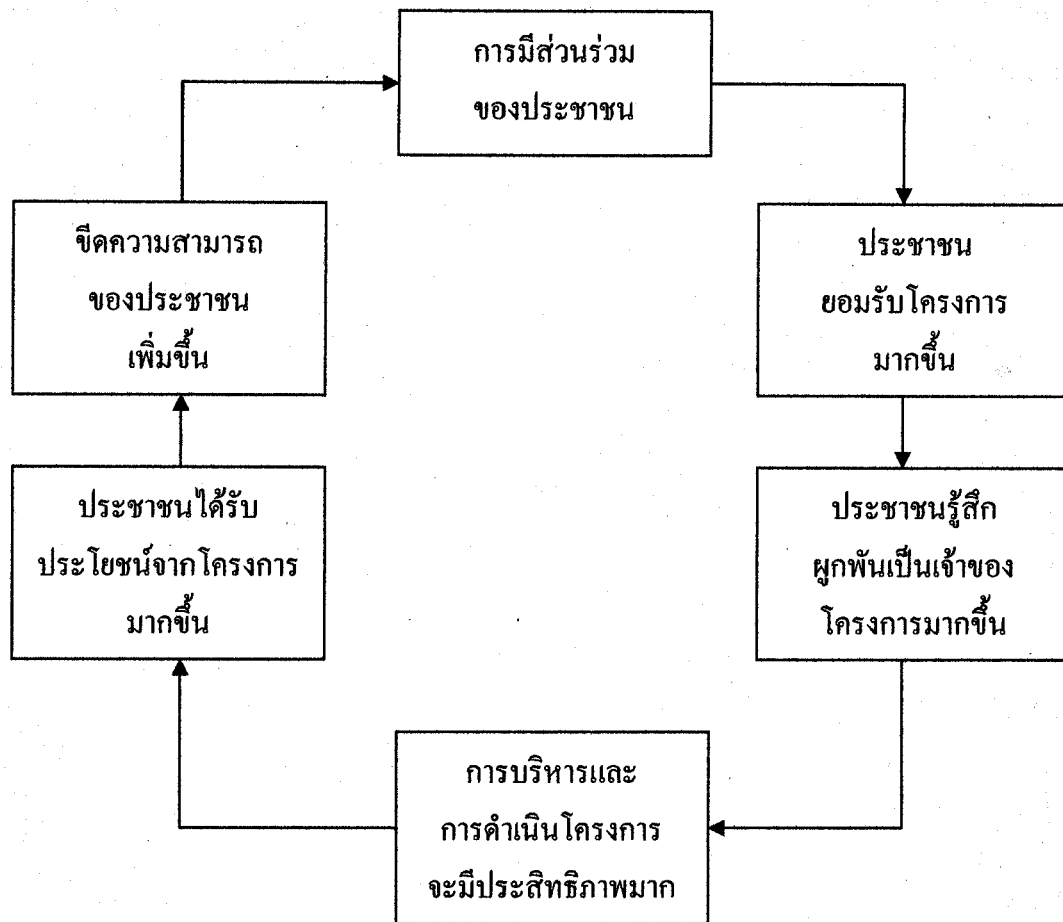 การมีส่วนร่วม
ของประชาชน
ประชาชน
ยอมรับโครงการ
มากขึ้น
ประชาชนรู้สึก
ผูกพันเป็นเจ้าของ
โครงการมากขึ้น
การบริหารและ
การดำเนินโครงการ
จะมีประสิทธิภาพมาก
ประชาชนได้รับ
ประโยชน์จากโครงการ
มากขึ้น
ขีดความสามารถ
ของประชาชน
เพิ่มขึ้น